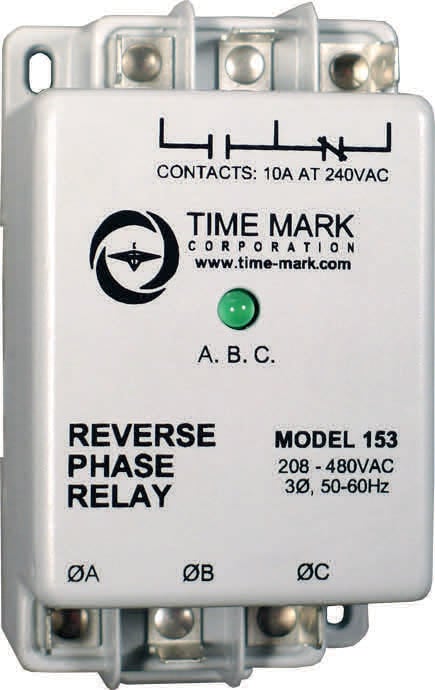 CONTACTS: 10A AT 240VAC
TIME MARK
CORPORATION
www.time-mark.com
A. B. C.
REVERSE
PHASE
RELAY
MODEL 153
208 - 480VAC
3Ø, 50-60Hz
ØA ØB ØC